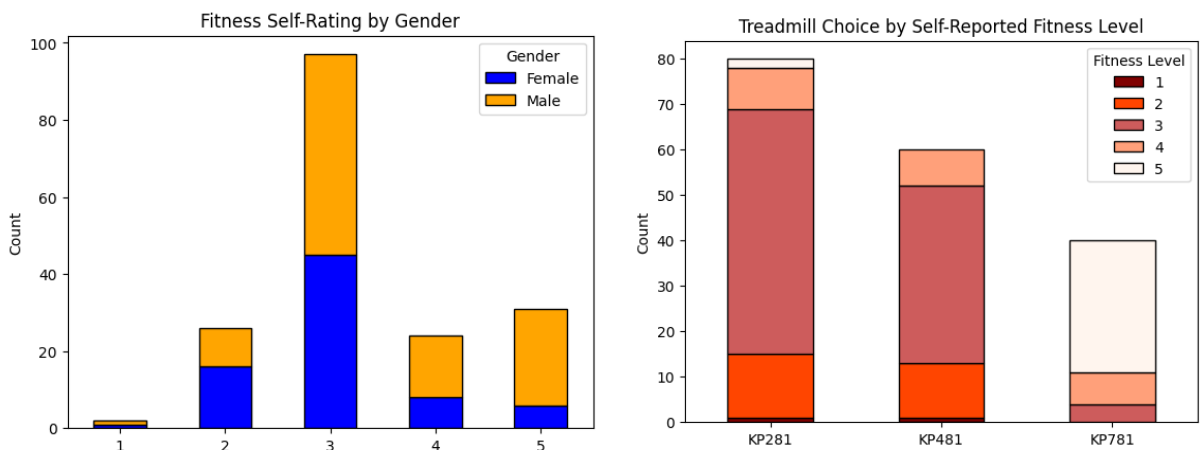 Fitness Self-Rating by Gender
Count
100
80
60
40
20
0
1
2
3
4
5
Gender
Female
Male
Treadmill Choice by Self-Reported Fitness Level
Count
80
70
60
50
40
30
20
10
0
KP281
KP481
KP781
Fitness Level
1
2
3
4
5